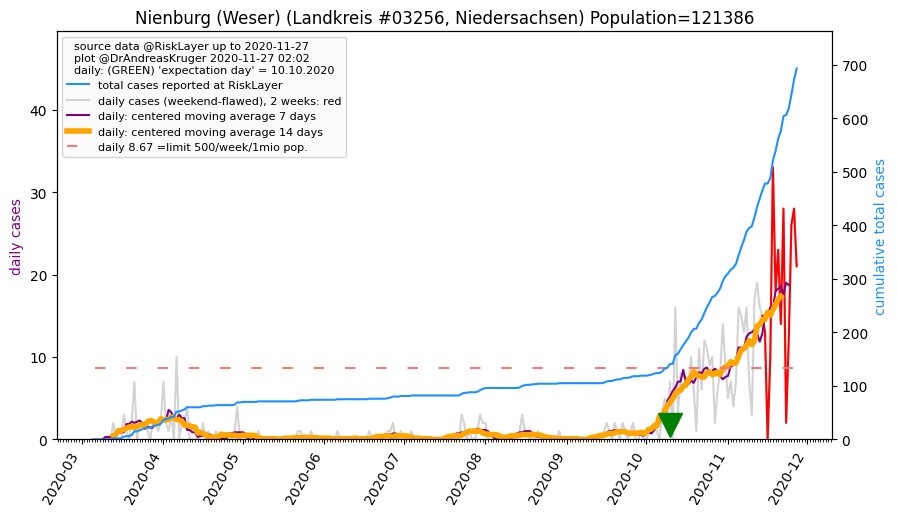 Nienburg (Weser) (Landkreis #03256, Niedersachsen) Population=121386
source data @RiskLayer up to 2020-11-27
plot @DrAndreasKruger 2020-11-27 02:02
daily: (GREEN) 'expectation day' = 10.10.2020
total cases reported at RiskLayer
daily cases (weekend-flawed), 2 weeks: red
daily: centered moving average 7 days
daily: centered moving average 14 days
daily 8.67 =limit 500/week/1mio pop.
daily cases
40
30
20
10
0
cumulative total cases
700
600
500
400
300
200
100
0
2020-03
2020-04
2020-05
2020-06
2020-07
2020-08
2020-09
2020-10
2020-11
2020-12